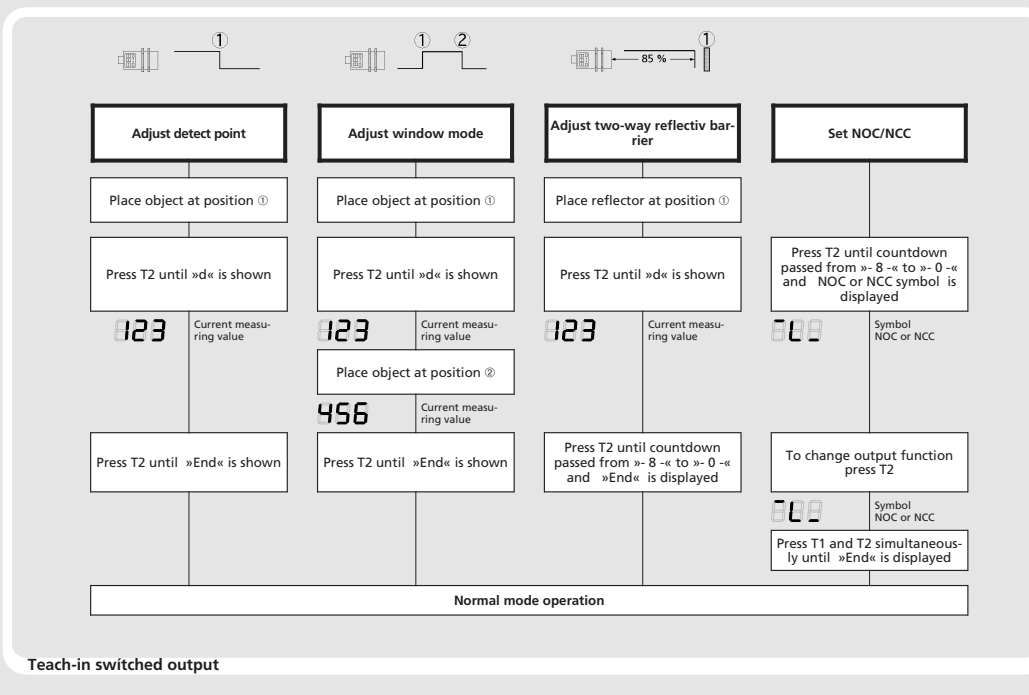 ①
① ②
①
85 %
Adjust detect point
Place object at position ①
Press T2 until »d« is shown
123
Current measu-
ring value
Press T2 until »End« is shown
Adjust window mode
Place object at position ①
Press T2 until »d« is shown
123
Current measu-
ring value
Place object at position ②
456
Current measu-
ring value
Press T2 until »End« is shown
Adjust two-way reflectiv bar-
rier
Place reflector at position ①
Press T2 until »d« is shown
123
Current measu-
ring value
Press T2 until countdown
passed from »- 8 -« to »- 0 -«
and »End« is displayed
Set NOC/NCC
Press T2 until countdown
passed from »- 8 -« to »- 0 -«
and NOC or NCC symbol is
displayed
Symbol
NOC or NCC
To change output function
press T2
Symbol
NOC or NCC
Press T1 and T2 simultaneous-
ly until »End« is displayed
Normal mode operation
Teach-in swítched output